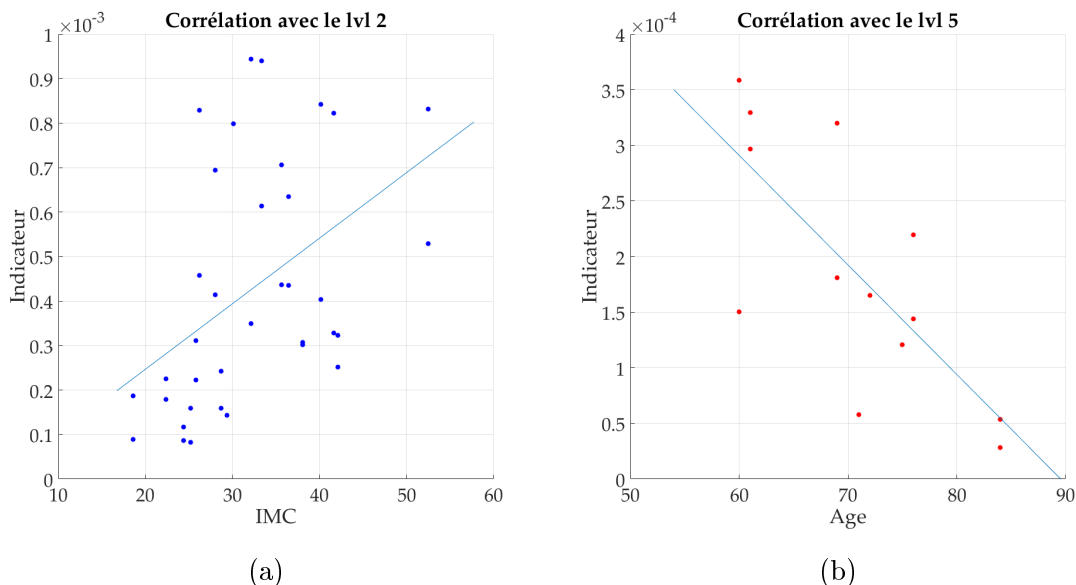 Corrélation avec le lvl 2
×10⁻³
1
0.9
0.8
0.7
0.6
0.5
0.4
0.3
0.2
0.1
0
Indicateur
10 20 30 40 50 60
IMC
(a)
Corrélation avec le lvl 5
×10⁻⁴
4
3.5
3
2.5
2
1.5
1
0.5
0
Indicateur
50 60 70 80 90
Age
(b)